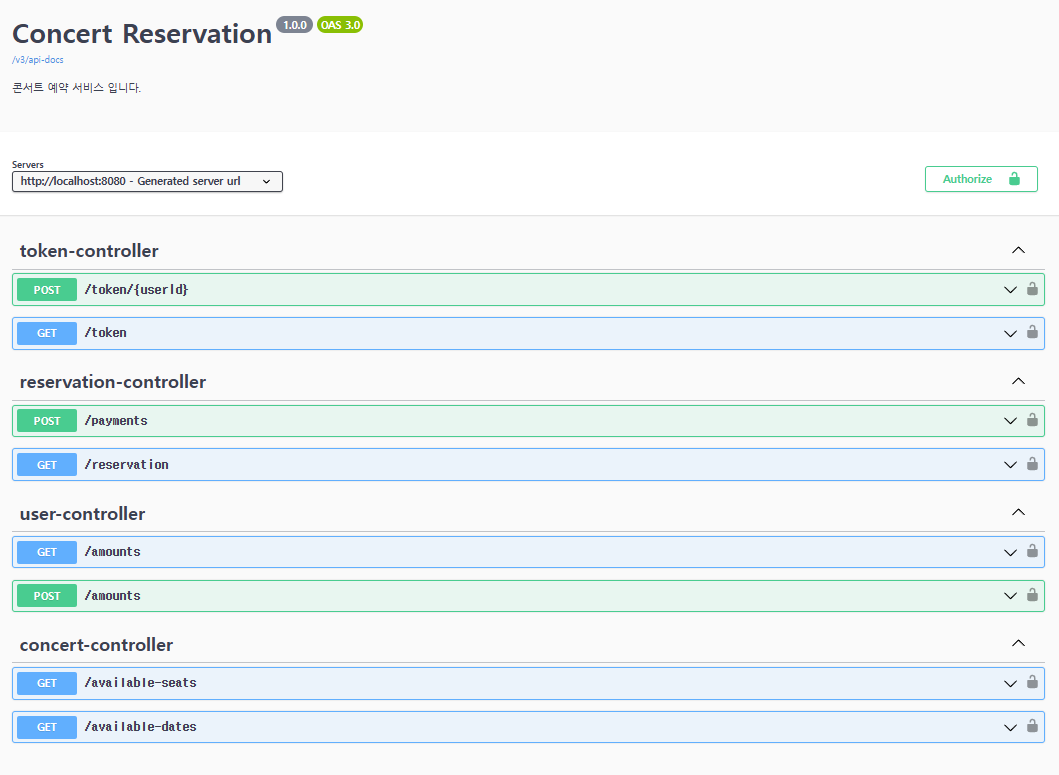 Concert Reservation 1.0.0 OAS 3.0
/v3/api-docs
콘서트 예약 서비스 입니다.
Servers
http://localhost:8080 - Generated server url
Authorize
token-controller
POST /token/{userId}
GET /token
reservation-controller
POST /payments
GET /reservation
user-controller
GET /amounts
POST /amounts
concert-controller
GET /available-seats
GET /available-dates